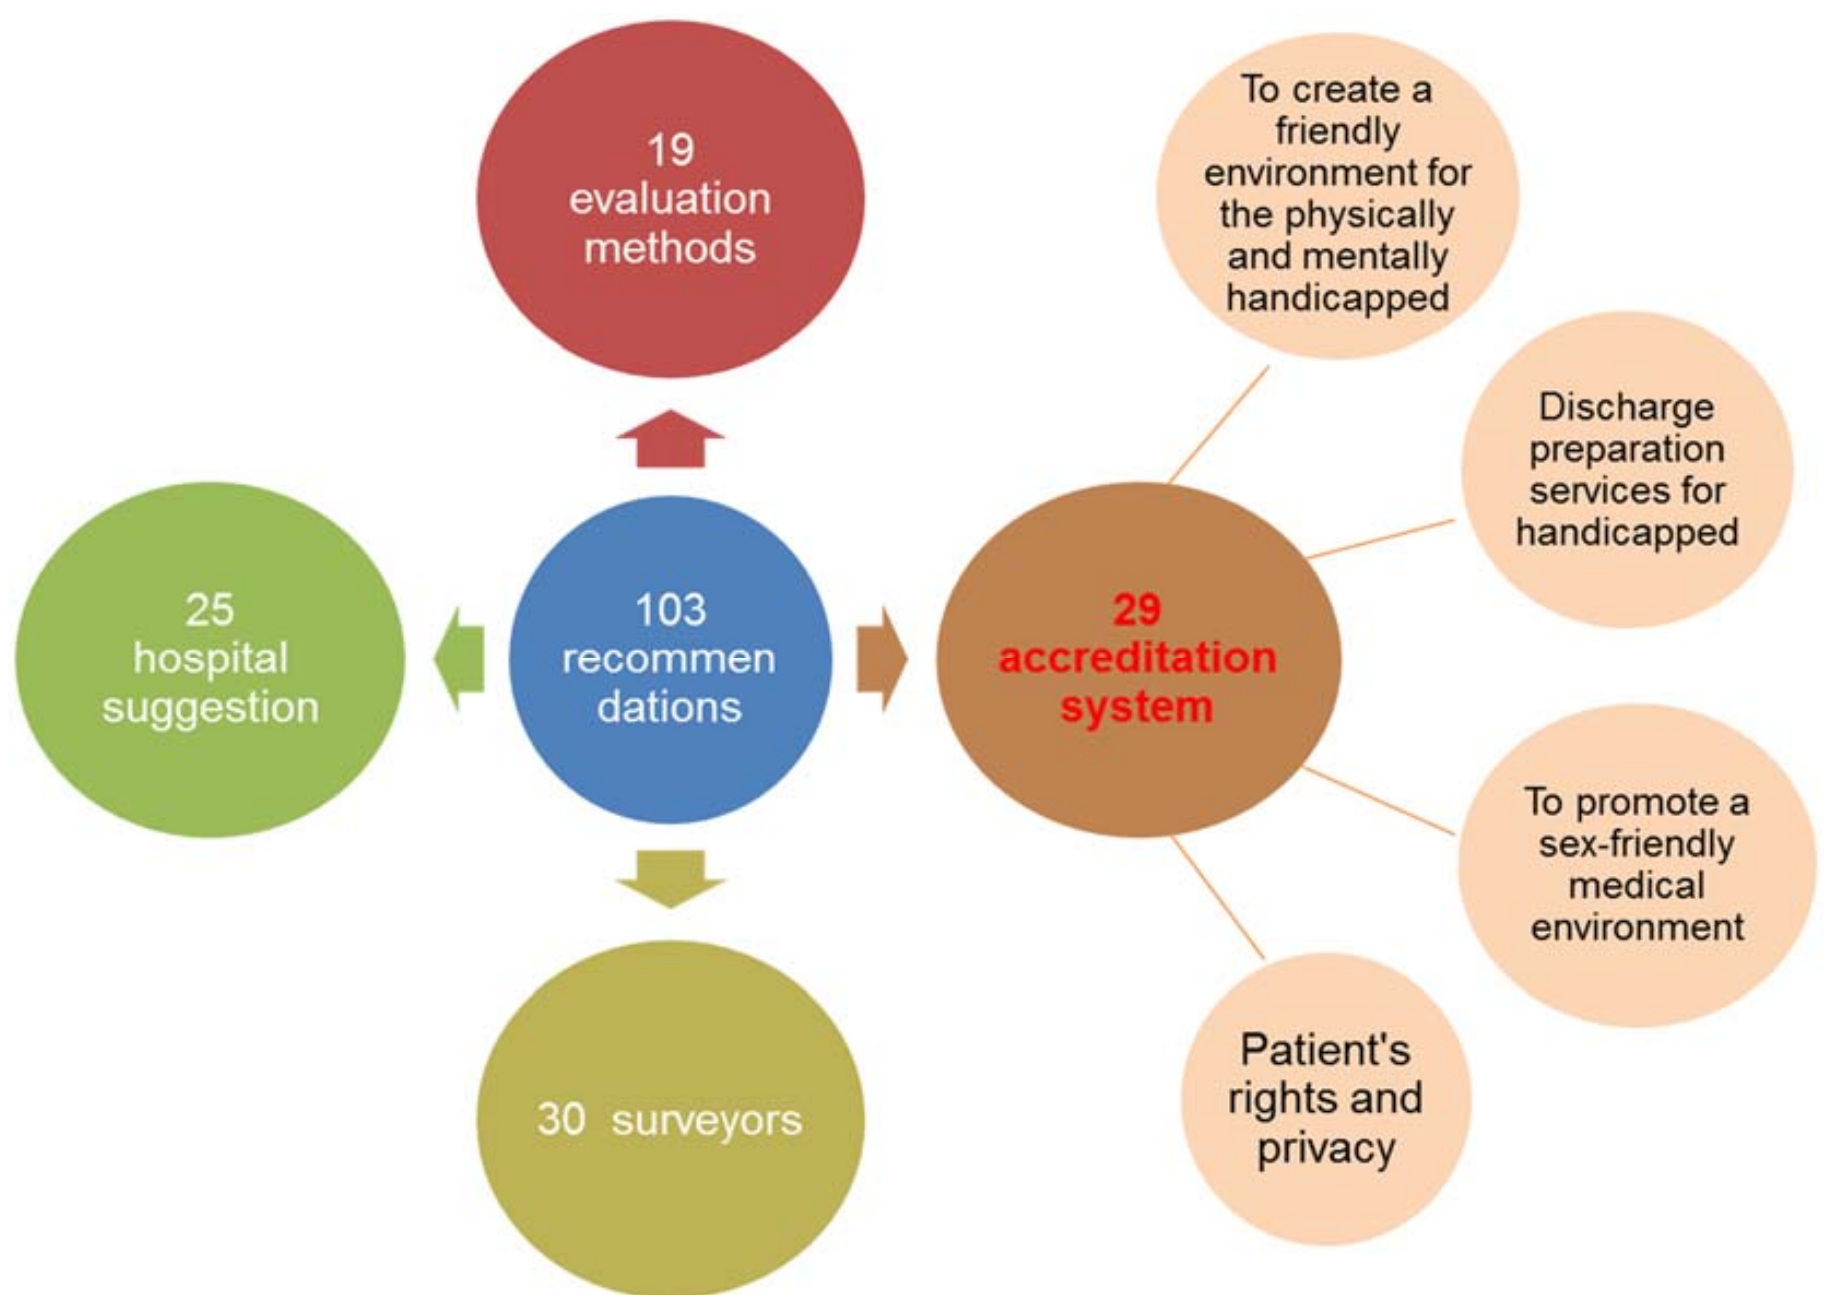 19
evaluation
methods
25
hospital
suggestion
103
recommen
dations
29
accreditation
system
30 surveyors
To create a
friendly
environment for
the physically
and mentally
handicapped
Discharge
preparation
services for
handicapped
To promote a
sex-friendly
medical
environment
Patient's
rights and
privacy